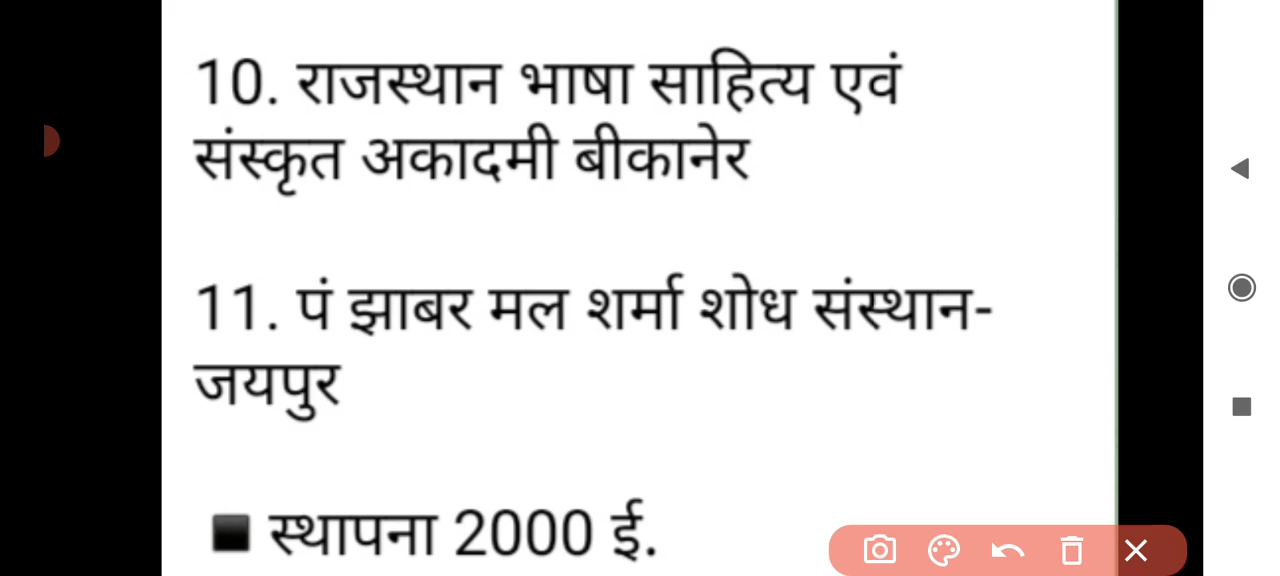 10. राजस्थान भाषा साहित्य एवं
संस्कृत अकादमी बीकानेर
11. पं झाबर मल शर्मा शोध संस्थान-
जयपुर
■ स्थापना 2000 ई.